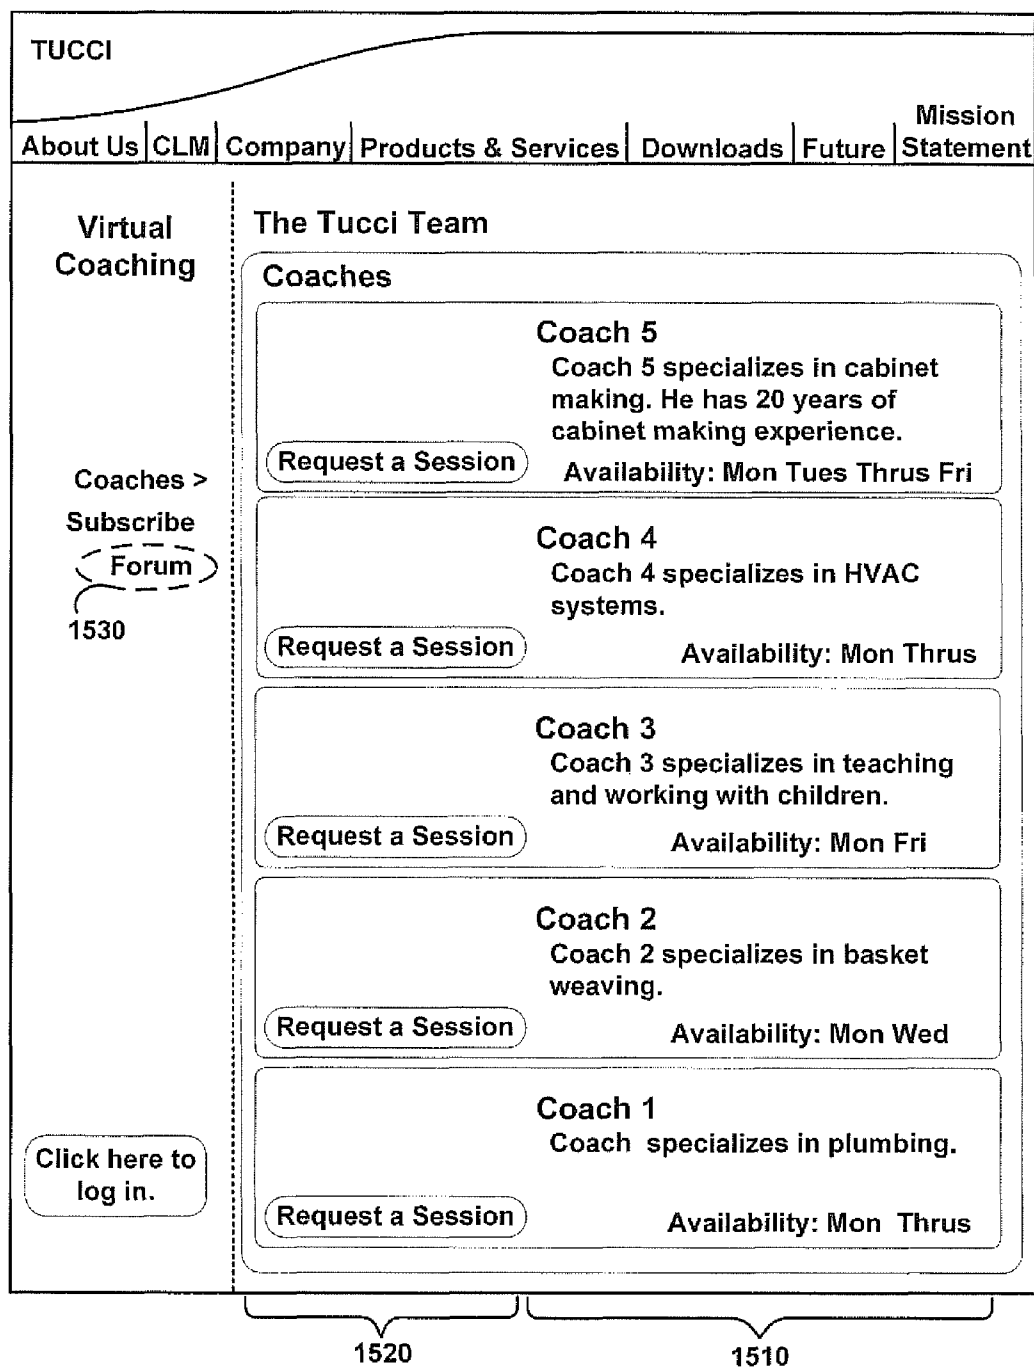 TUCCI
About Us CLM Company Products & Services Downloads Future Mission Statement
Virtual
Coaching
Coaches >
Subscribe
Forum
1530
Click here to
log in.
The Tucci Team
Coaches
Coach 5
Coach 5 specializes in cabinet
making. He has 20 years of
cabinet making experience.
Request a Session
Availability: Mon Tues Thrus Fri
Coach 4
Coach 4 specializes in HVAC
systems.
Request a Session
Availability: Mon Thrus
Coach 3
Coach 3 specializes in teaching
and working with children.
Request a Session
Availability: Mon Fri
Coach 2
Coach 2 specializes in basket
weaving.
Request a Session
Availability: Mon Wed
Coach 1
Coach specializes in plumbing.
Request a Session
Availability: Mon Thrus
1520
1510